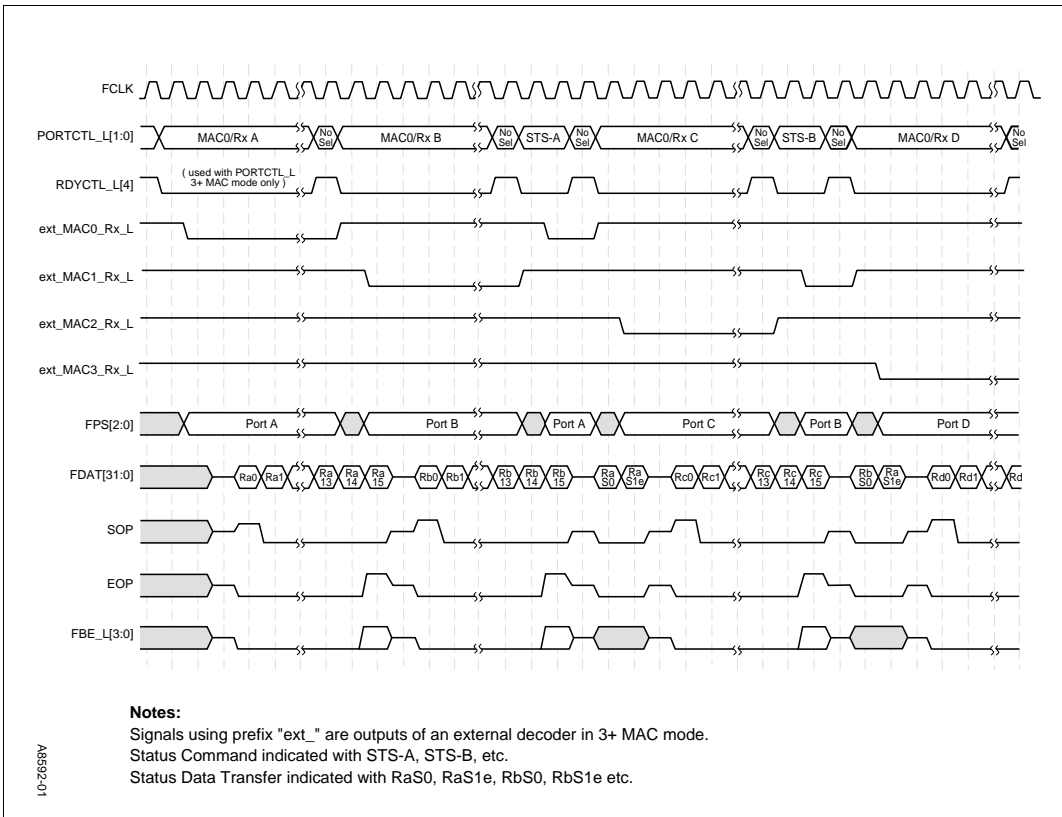 FCLK
PORTCTL_L[1:0] MAC0/Rx A No Sel MAC0/Rx B No Sel STS-A No Sel MAC0/Rx C No Sel STS-B No Sel MAC0/Rx D No Sel
RDYCTL_L[4] ( used with PORTCTL_L
3+ MAC mode only )
ext_MAC0_Rx_L
ext_MAC1_Rx_L
ext_MAC2_Rx_L
ext_MAC3_Rx_L
FPS[2:0] Port A Port B Port A Port C Port B Port D
FDAT[31:0] Ra0 Ra1 Ra 13 Ra 14 Ra 15 Rb0 Rb1 Rb 13 Rb 14 Rb 15 Ra S0 Ra S1e Rc0 Rc1 Rc 13 Rc 14 Rc 15 Rb S0 Ra S1e Rd0 Rd1 Rd
SOP
EOP
FBE_L[3:0]
Notes:
Signals using prefix "ext_" are outputs of an external decoder in 3+ MAC mode.
Status Command indicated with STS-A, STS-B, etc.
Status Data Transfer indicated with RaS0, RaS1e, RbS0, RbS1e etc.
A8592-01